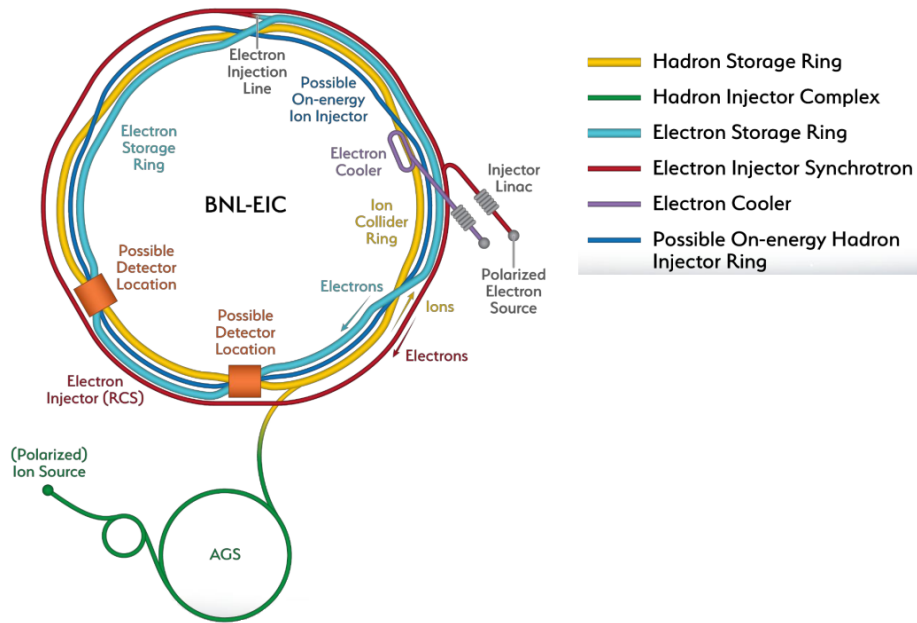 Electron
Injection
Line
Possible
On-energy
Ion Injector
Electron
Storage
Ring
Electron
Cooler
Injector
Linac
BNL-EIC
Ion
Collider
Ring
Polarized
Electron
Source
Possible
Detector
Location
Electrons
Ions
Possible
Detector
Location
Electrons
Electron
Injector (RCS)
(Polarized)
Ion Source
AGS
Hadron Storage Ring
Hadron Injector Complex
Electron Storage Ring
Electron Injector Synchrotron
Electron Cooler
Possible On-energy Hadron
Injector Ring